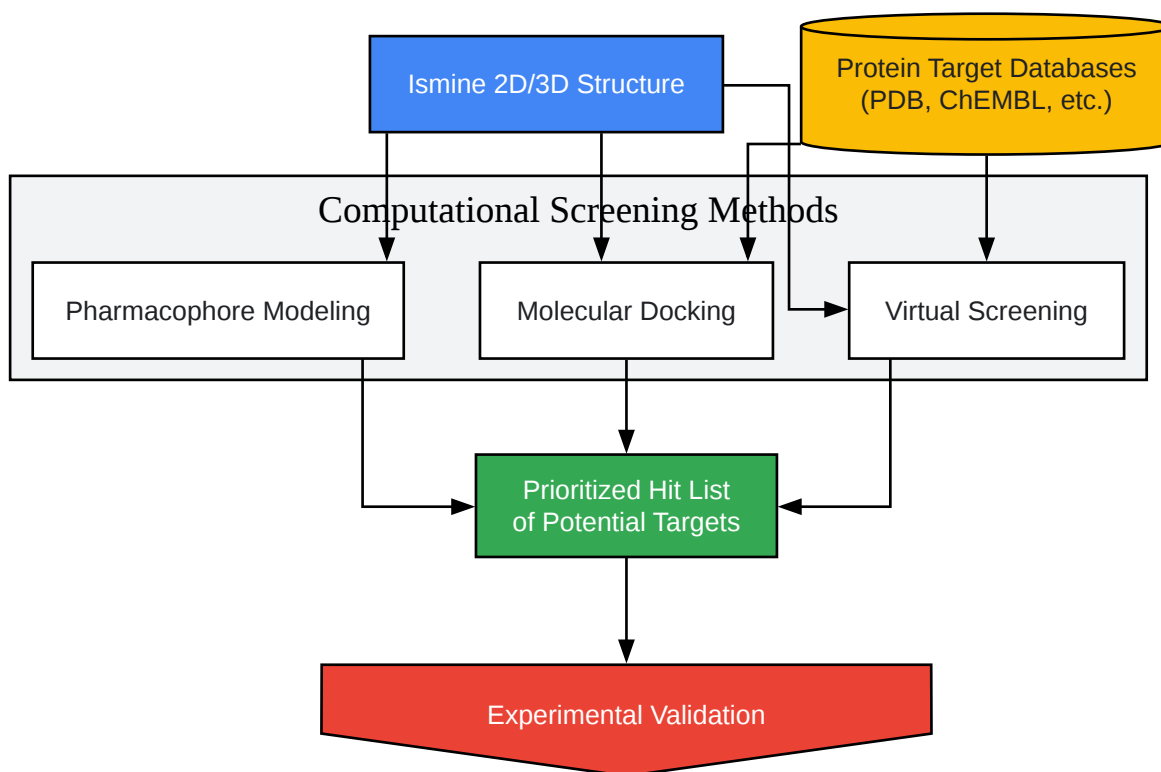 Ismine 2D/3D Structure
Protein Target Databases
(PDB, ChEMBL, etc.)
Computational Screening Methods
Pharmacophore Modeling
Molecular Docking
Virtual Screening
Prioritized Hit List
of Potential Targets
Experimental Validation